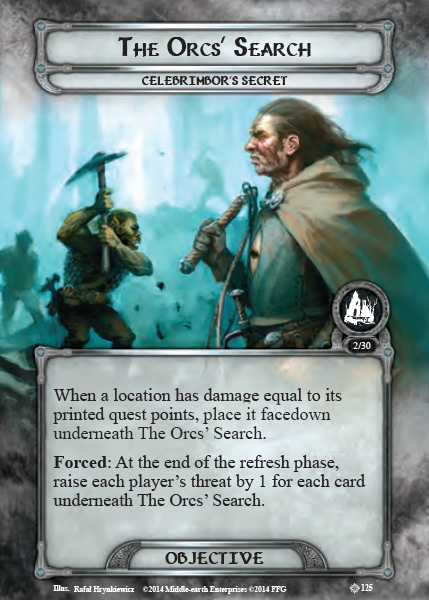 The Orcs' Search
Celebrimbor's Secret
2/30
When a location has damage equal to its
printed quest points, place it facedown
underneath The Orcs' Search.
Forced: At the end of the refresh phase,
raise each player's threat by 1 for each card
underneath The Orcs' Search.
Objective
Illus. Rafał Hrynkiewicz ©2014 Middle-earth Enterprises ©2014 FFG 125